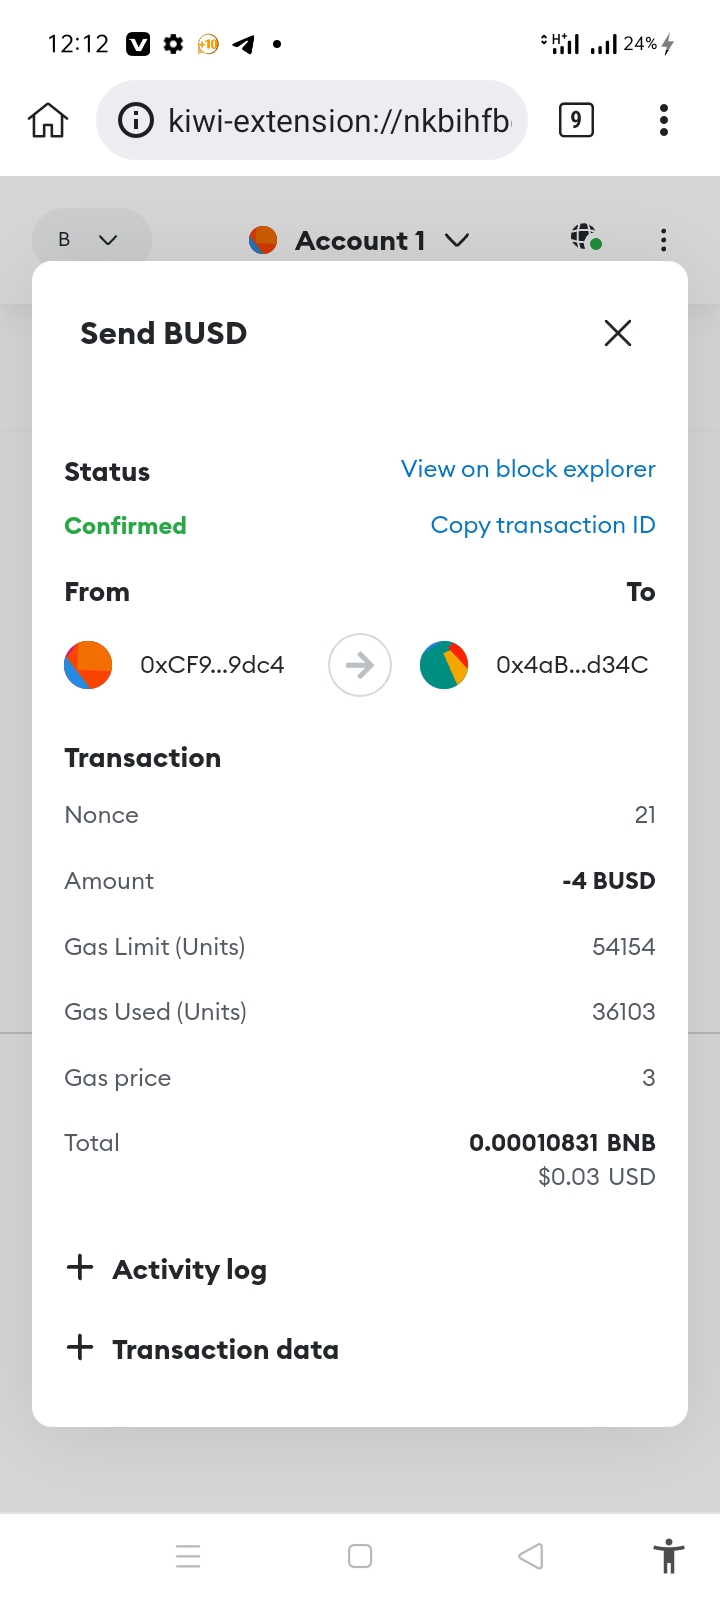 12:12 V +10 H+ 24%
kiwi-extension://nkbihfb 9
B Account 1
Send BUSD
Status View on block explorer
Confirmed Copy transaction ID
From To
0xCF9...9dc4 0x4aB...d34C
Transaction
Nonce 21
Amount -4 BUSD
Gas Limit (Units) 54154
Gas Used (Units) 36103
Gas price 3
Total 0.00010831 BNB
$0.03 USD
+ Activity log
+ Transaction data